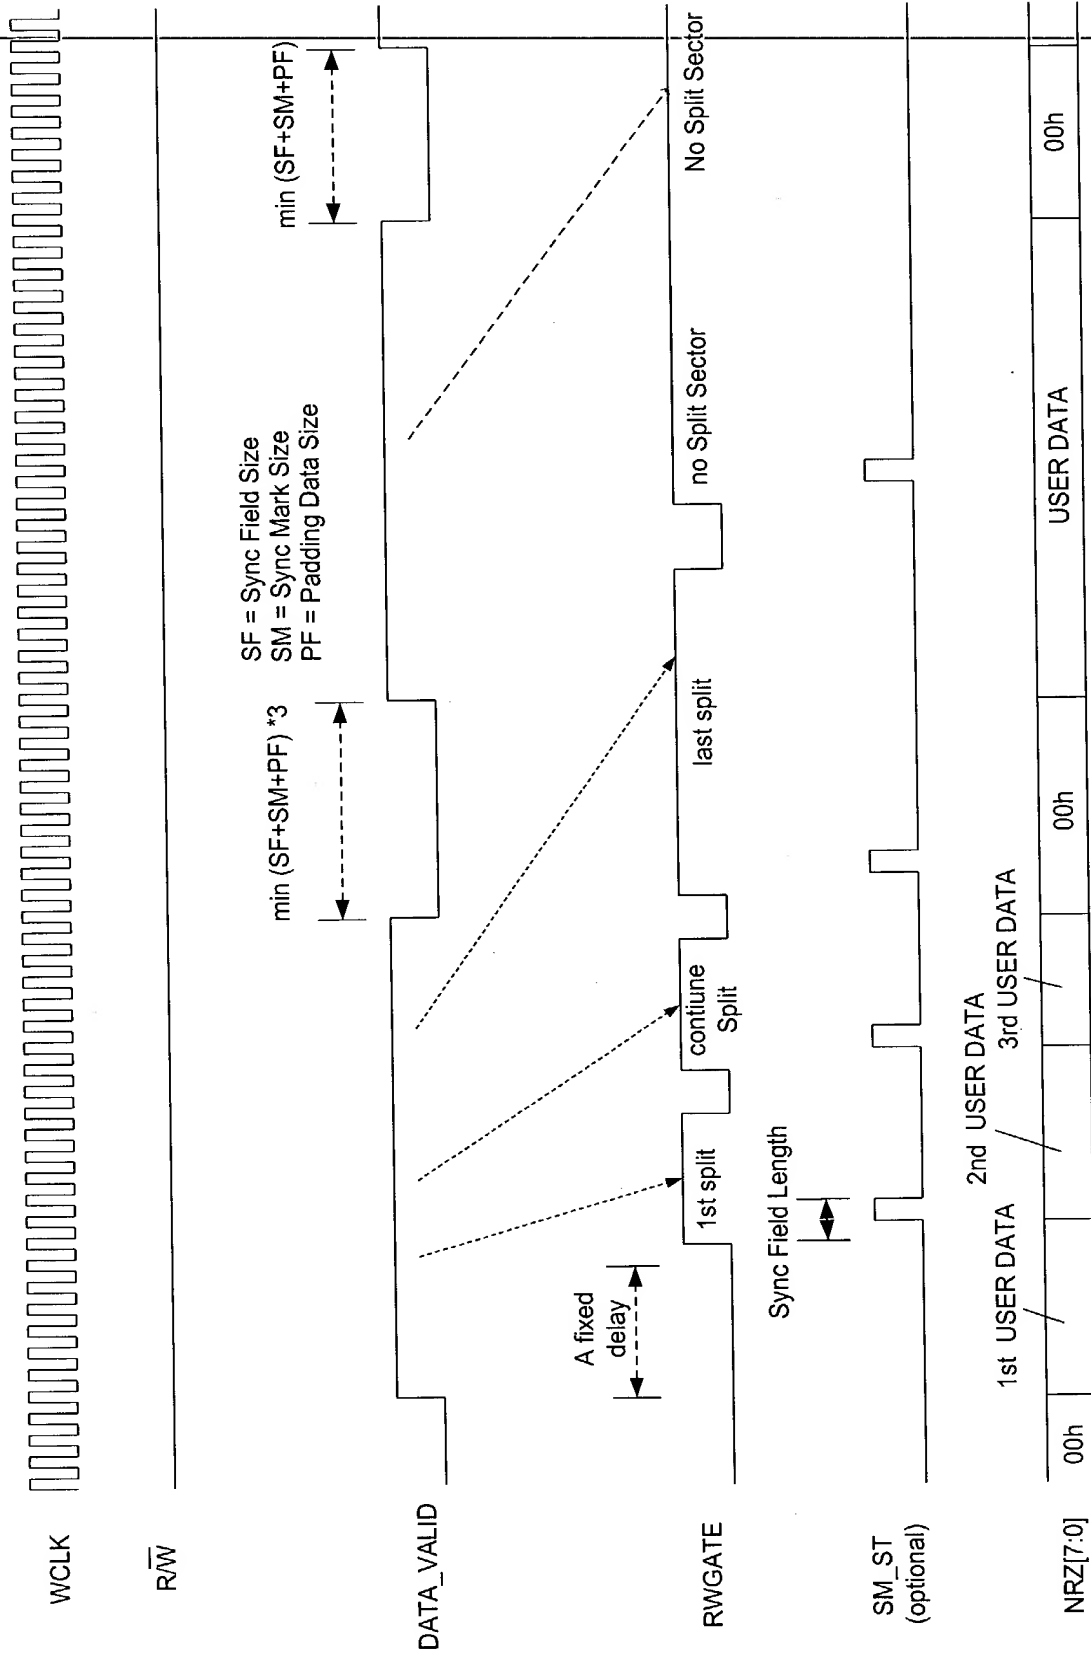 WCLK
R/W
min (SF+SM+PF) *3
SF = Sync Field Size
SM = Sync Mark Size
PF = Padding Data Size
min (SF+SM+PF)
DATA_VALID
A fixed
delay
RWGATE
1st split
contiune
Split
last split
no Split Sector
No Split Sector
Sync Field Length
SM_ST
(optional)
1st USER DATA
2nd USER DATA
3rd USER DATA
NRZ[7:0]
00h
00h
USER DATA
00h